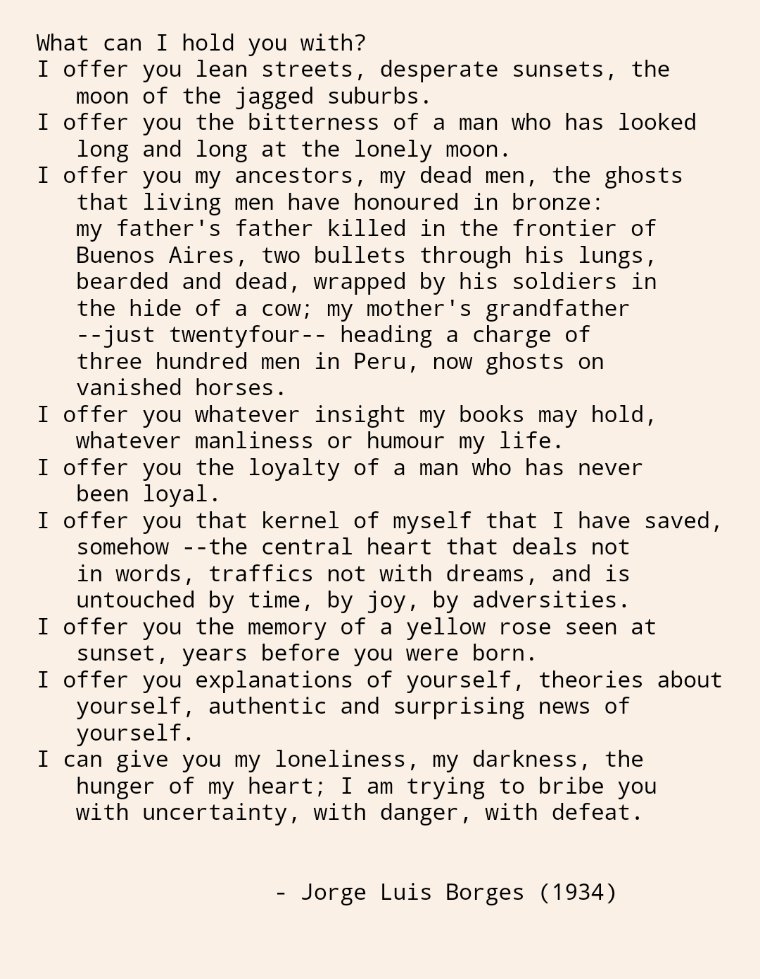 What can I hold you with?
I offer you lean streets, desperate sunsets, the
moon of the jagged suburbs.
I offer you the bitterness of a man who has looked
long and long at the lonely moon.
I offer you my ancestors, my dead men, the ghosts
that living men have honoured in bronze:
my father's father killed in the frontier of
Buenos Aires, two bullets through his lungs,
bearded and dead, wrapped by his soldiers in
the hide of a cow; my mother's grandfather
--just twentyfour-- heading a charge of
three hundred men in Peru, now ghosts on
vanished horses.
I offer you whatever insight my books may hold,
whatever manliness or humour my life.
I offer you the loyalty of a man who has never
been loyal.
I offer you that kernel of myself that I have saved,
somehow --the central heart that deals not
in words, traffics not with dreams, and is
untouched by time, by joy, by adversities.
I offer you the memory of a yellow rose seen at
sunset, years before you were born.
I offer you explanations of yourself, theories about
yourself, authentic and surprising news of
yourself.
I can give you my loneliness, my darkness, the
hunger of my heart; I am trying to bribe you
with uncertainty, with danger, with defeat.
- Jorge Luis Borges (1934)